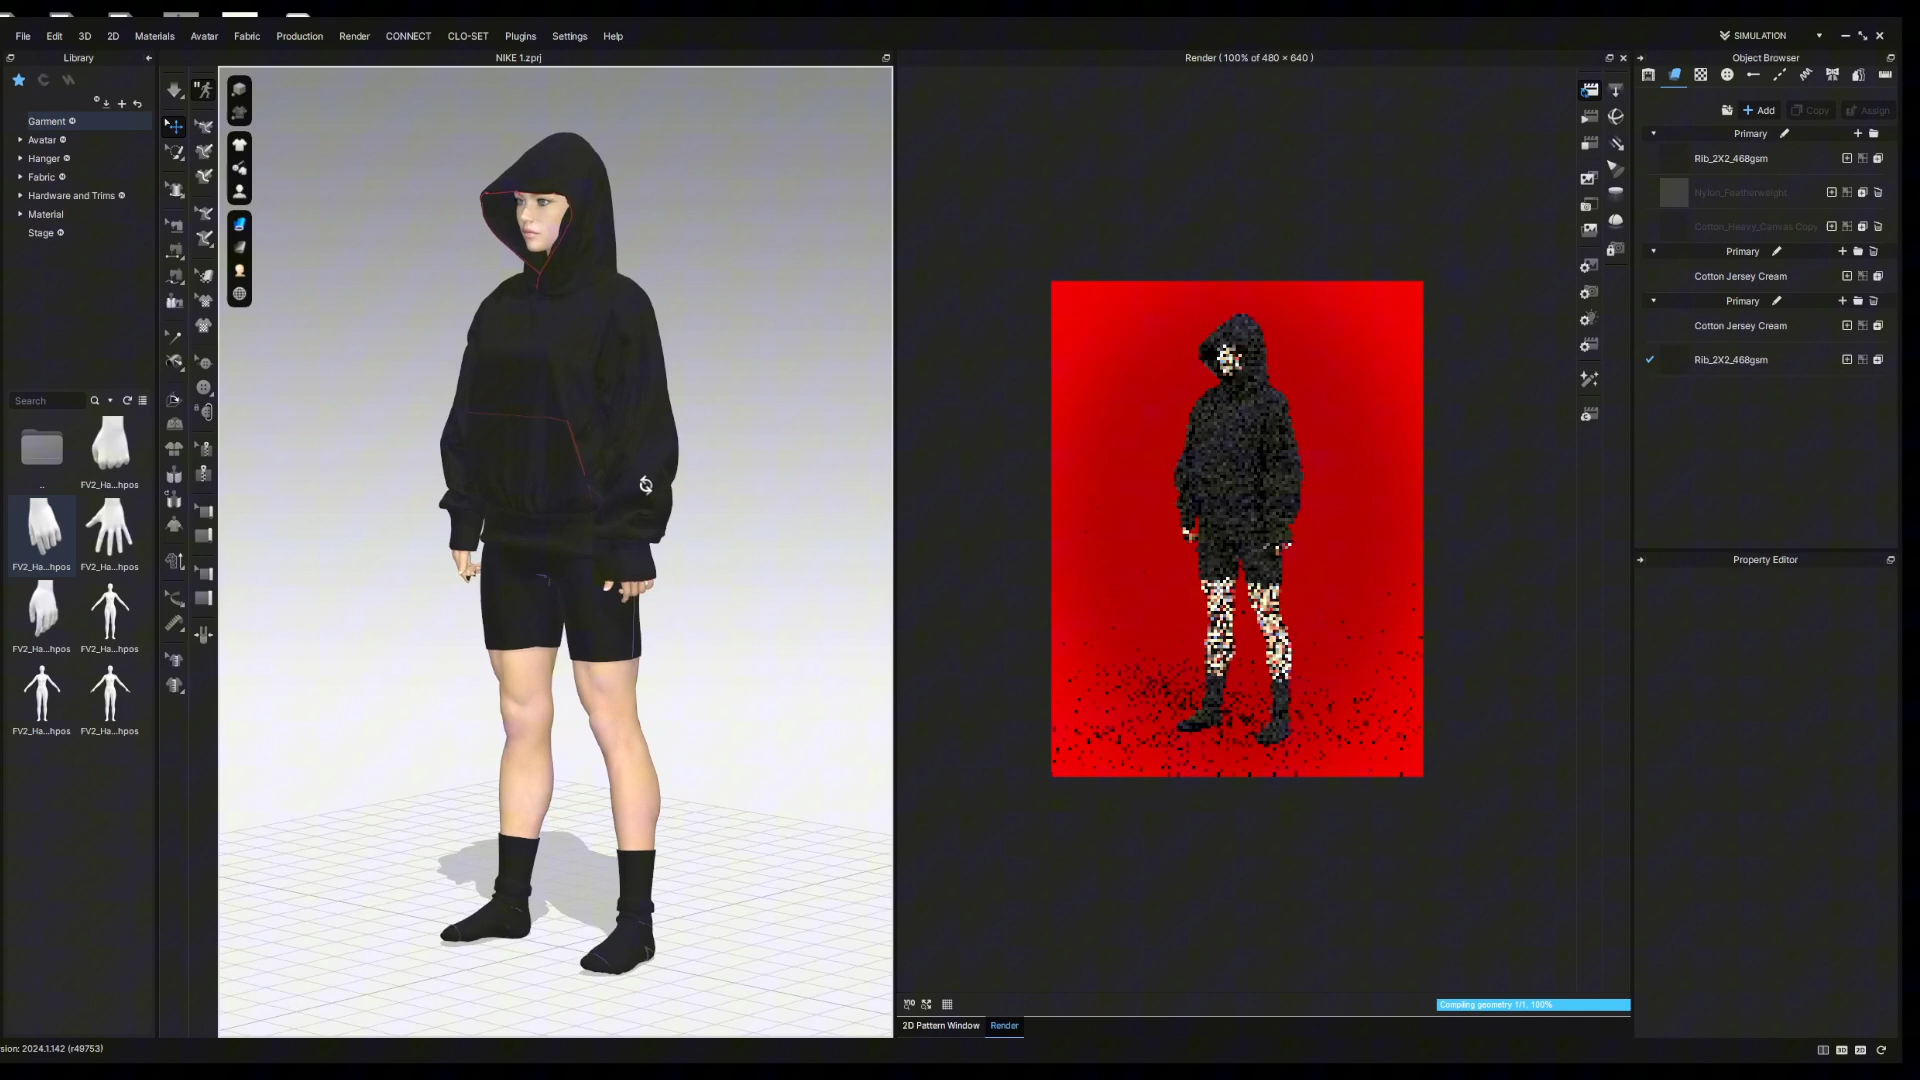 File Edit 3D 2D Materials Avatar Fabric Production Render CONNECT CLO-SET Plugins Settings Help
SIMULATION
Library
NIKE 1.zprj
Render ( 100% of 480 × 640 )
Object Browser
Add Copy Assign
Garment
Avatar
Hanger
Fabric
Hardware and Trims
Material
Stage
Primary
Rib_2X2_468gsm
Nylon_Featherweight
Cotton_Heavy_Canvas Copy
Primary
Cotton Jersey Cream
Primary
Cotton Jersey Cream
Rib_2X2_468gsm
Search
..
FV2_Ha...hpos
FV2_Ha...hpos FV2_Ha...hpos
FV2_Ha...hpos FV2_Ha...hpos
FV2_Ha...hpos FV2_Ha...hpos
Property Editor
Compiling geometry 1/1, 100%
2D Pattern Window Render
sion: 2024.1.142 (r49753)
3D 2D